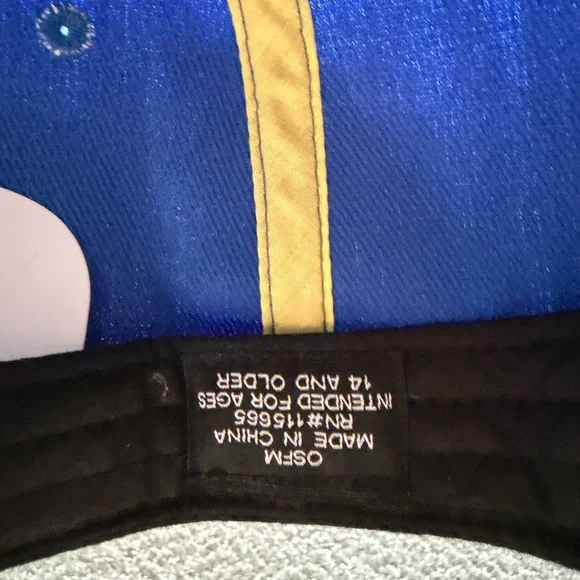 OSFM
MADE IN CHINA
RN#115665
INTENDED FOR AGES
14 AND OLDER